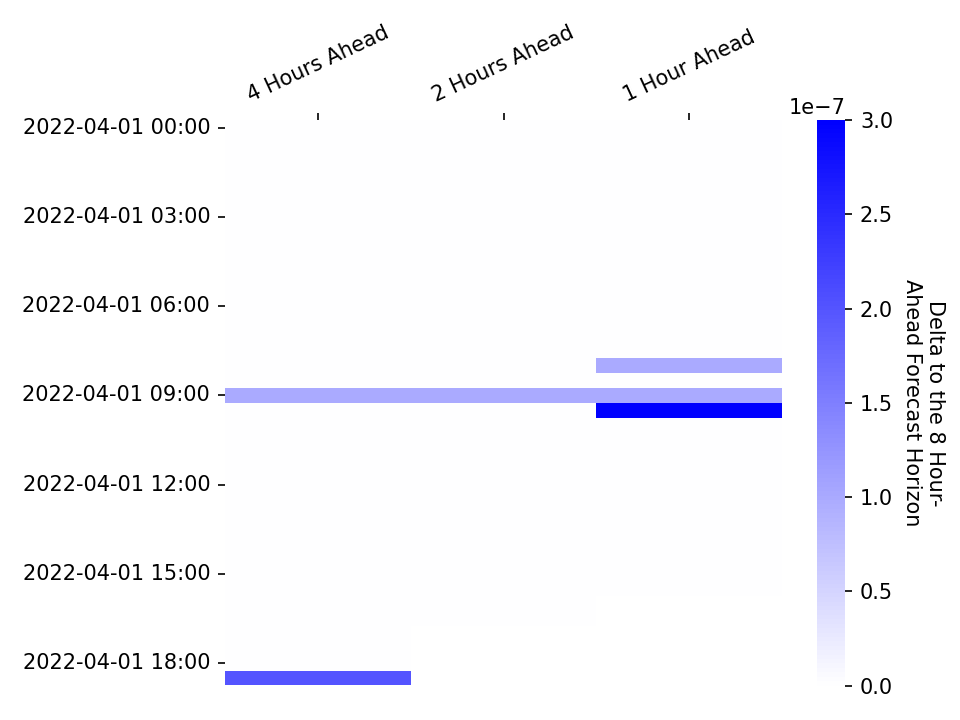 4 Hours Ahead
2 Hours Ahead
1 Hour Ahead
2022-04-01 00:00
2022-04-01 03:00
2022-04-01 06:00
2022-04-01 09:00
2022-04-01 12:00
2022-04-01 15:00
2022-04-01 18:00
1e−7
3.0
2.5
2.0
1.5
1.0
0.5
0.0
Delta to the 8 Hour-
Ahead Forecast Horizon